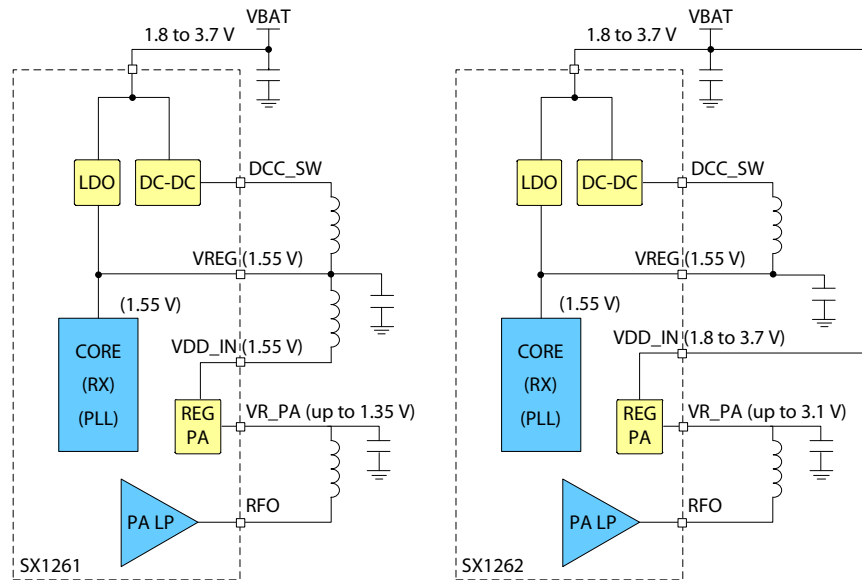 VBAT
1.8 to 3.7 V
LDO
DC-DC
DCC_SW
VREG (1.55 V)
(1.55 V)
CORE
(RX)
(PLL)
VDD_IN (1.55 V)
REG
PA
VR_PA (up to 1.35 V)
PA LP
RFO
SX1261
VBAT
1.8 to 3.7 V
LDO
DC-DC
DCC_SW
VREG (1.55 V)
(1.55 V)
CORE
(RX)
(PLL)
VDD_IN (1.8 to 3.7 V)
REG
PA
VR_PA (up to 3.1 V)
PA LP
RFO
SX1262